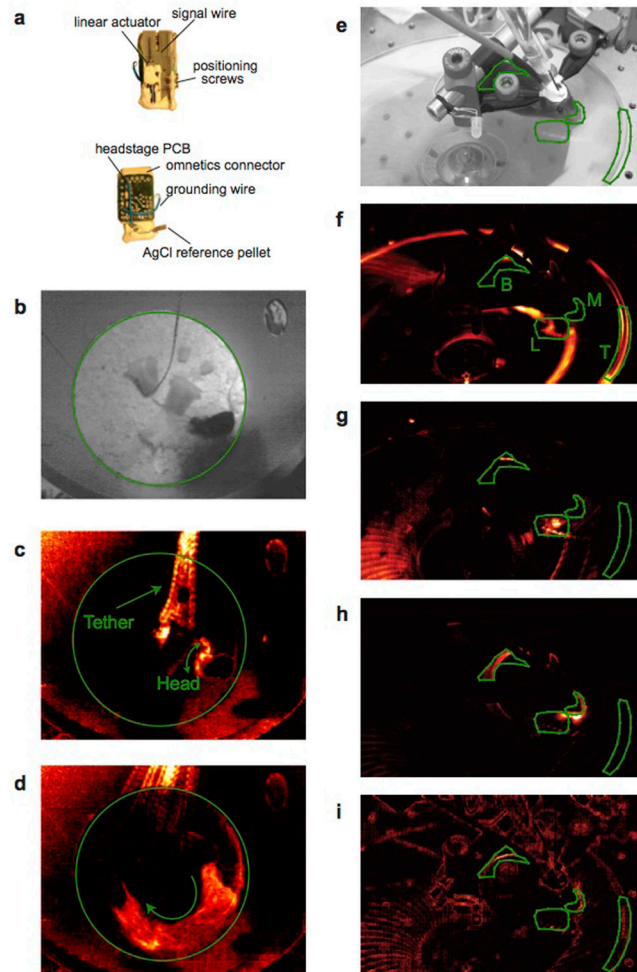 a
linear actuator
signal wire
positioning
screws
headstage PCB
omnetics connector
grounding wire
AgCl reference pellet
b
c
Tether
Head
d
e
f
B
M
L
T
g
h
i